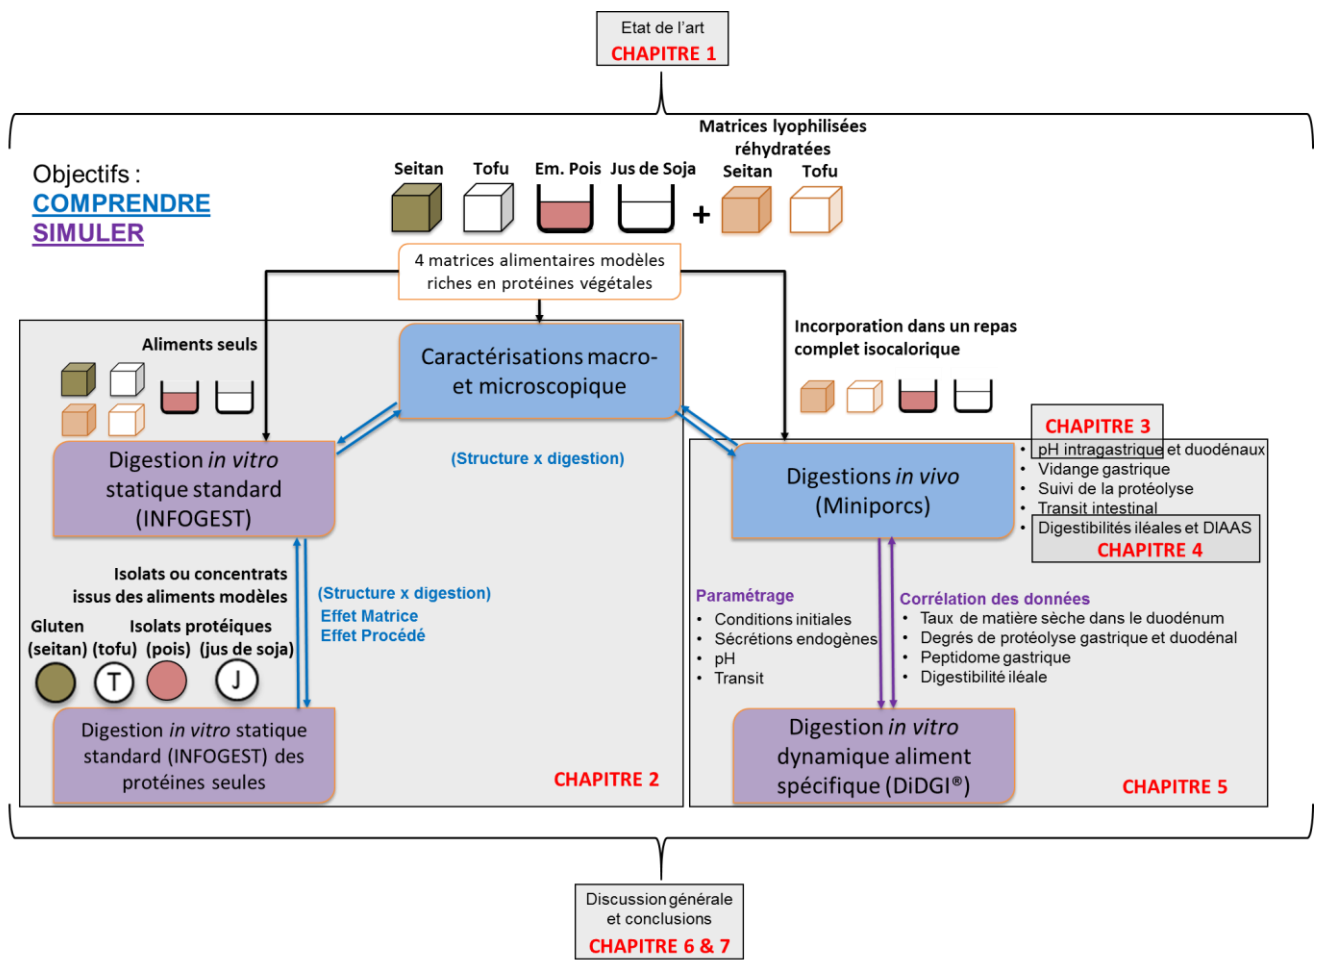 Etat de l'art
CHAPITRE 1
Objectifs :
COMPRENDRE
SIMULER
Seitan
Tofu
Em. Pois
Jus de Soja
+
Matrices lyophilisées
réhydratées
Seitan
Tofu
4 matrices alimentaires modèles
riches en protéines végétales
Aliments seuls
Caractérisations macro-
et microscopique
Incorporation dans un repas
complet isocalorique
Digestion in vitro
statique standard
(INFOGEST)
(Structure x digestion)
Digestions in vivo
(Miniporcs)
CHAPITRE 3
• pH intragastrique et duodénaux
• Vidange gastrique
• Suivi de la protéolyse
• Transit intestinal
• Digestibilités iléales et DIAAS
CHAPITRE 4
Isolats ou concentrats
issus des aliments modèles
Gluten
(seitan)
Isolats protéiques
(tofu) (pois) (jus de soja)
T
J
(Structure x digestion)
Effet Matrice
Effet Procédé
Paramétrage
• Conditions initiales
• Sécrétions endogènes
• pH
• Transit
Corrélation des données
• Taux de matière sèche dans le duodénum
• Degrés de protéolyse gastrique et duodénal
• Peptidome gastrique
• Digestibilité iléale
Digestion in vitro statique
standard (INFOGEST) des
protéines seules
CHAPITRE 2
Digestion in vitro
dynamique aliment
spécifique (DiDGI®)
CHAPITRE 5
Discussion générale
et conclusions
CHAPITRE 6 & 7